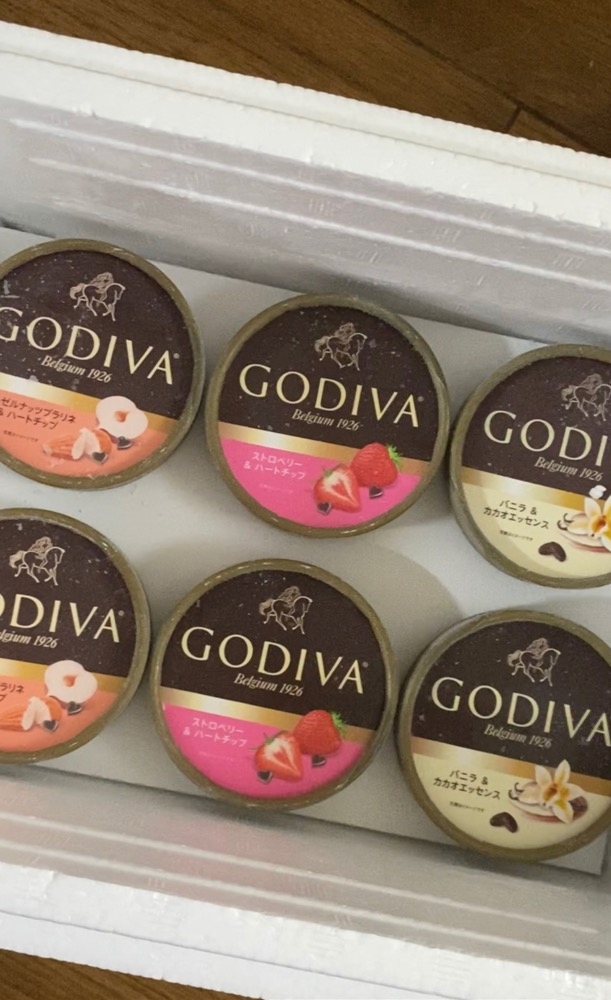 GODIVA
Belgium 1926
ゼルナッツプラリネ
& ハートチップ
GODIVA
Belgium 1926
ストロベリー
& ハートチップ
GODI
Belgium 192
バニラ &
カカオエッセンス
ODIVA
lgium 1926
ラリネ
プ
GODIVA
Belgium 1926
ストロベリー
& ハートチップ
GODIVA
Belgium 1926
バニラ &
カカオエッセンス